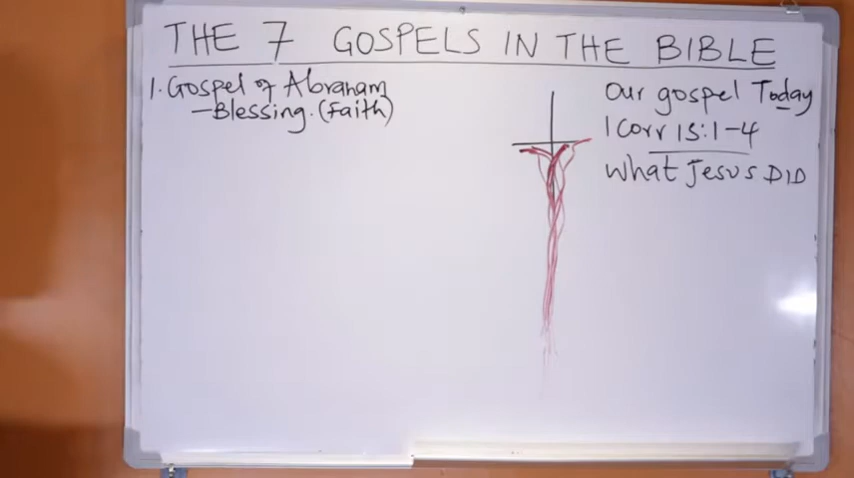 THE 7 GOSPELS IN THE BIBLE
1. Gospel of Abraham
—Blessing. (Faith)
Our gospel Today
1 Corr 15:1-4
What Jesus DID